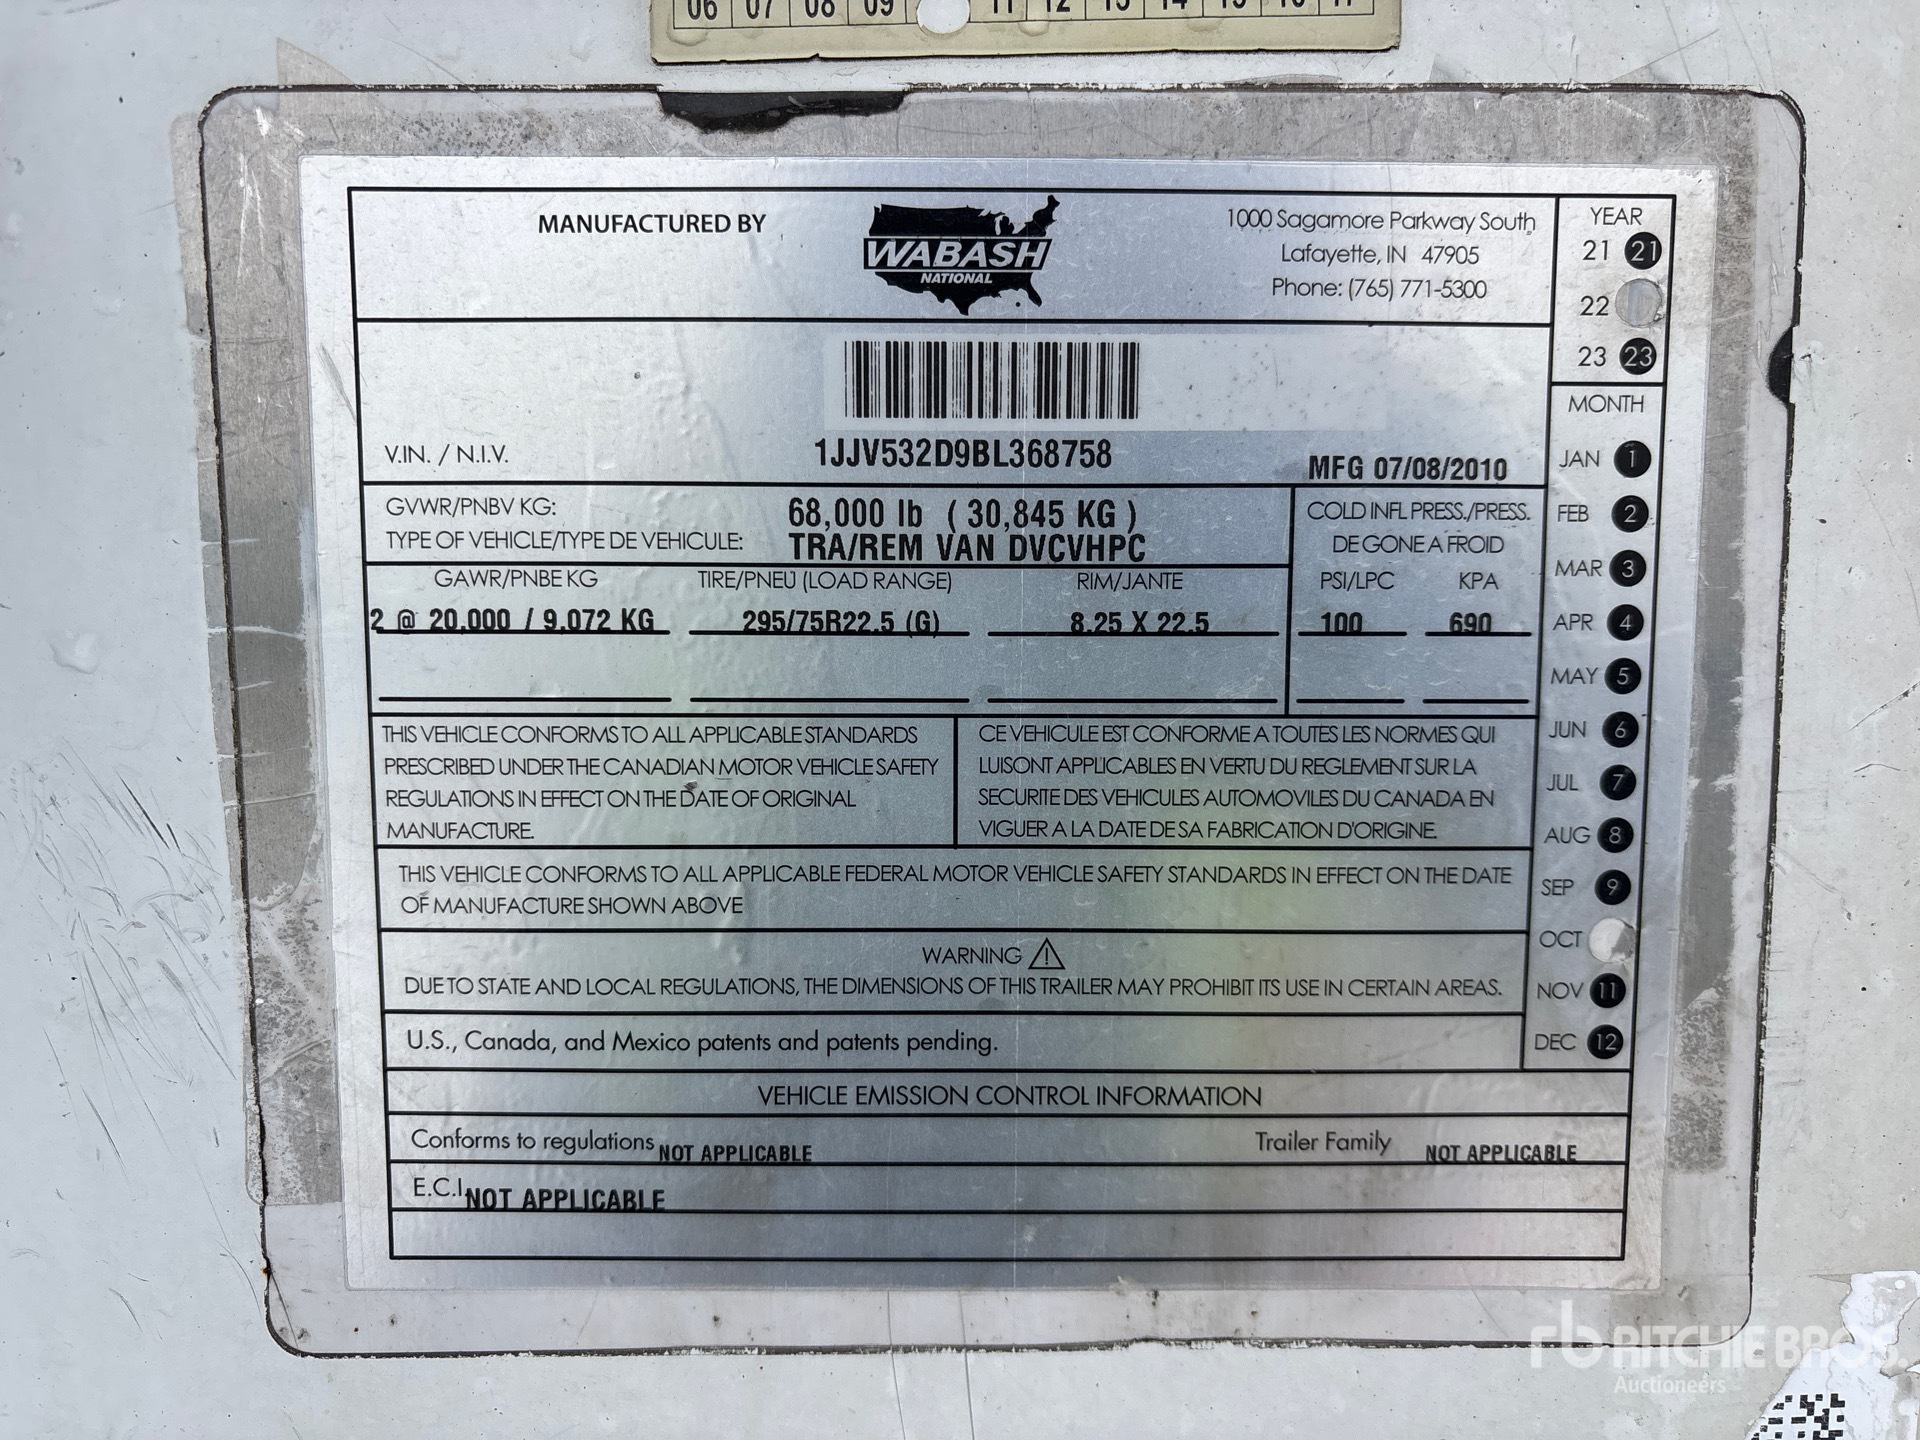 06 07 08 09 11 12 13 14 15 16 17
MANUFACTURED BY
WABASH
NATIONAL
1000 Sagamore Parkway South
Lafayette, IN 47905
Phone: (765) 771-5300
YEAR
21 21
22
23 23
V.I.N. / N.I.V.
1JJV532D9BL368758
MFG 07/08/2010
GVWR/PNBV KG:
68,000 lb ( 30,845 KG )
TYPE OF VEHICLE/TYPE DE VEHICULE:
TRA/REM VAN DVCVHPC
COLD INFL PRESS./PRESS.
DE GONE A FROID
GAWR/PNBE KG
TIRE/PNEU (LOAD RANGE)
RIM/JANTE
PSI/LPC
KPA
2 @ 20,000 / 9,072 KG
295/75R22.5 (G)
8.25 X 22.5
100
690
MONTH
JAN 1
FEB 2
MAR 3
APR 4
MAY 5
JUN 6
JUL 7
AUG 8
SEP 9
OCT
NOV 11
DEC 12
THIS VEHICLE CONFORMS TO ALL APPLICABLE STANDARDS
PRESCRIBED UNDER THE CANADIAN MOTOR VEHICLE SAFETY
REGULATIONS IN EFFECT ON THE DATE OF ORIGINAL
MANUFACTURE.
CE VEHICULE EST CONFORME A TOUTES LES NORMES QUI
LUISONT APPLICABLES EN VERTU DU REGLEMENT SUR LA
SECURITE DES VEHICULES AUTOMOVILES DU CANADA EN
VIGUER A LA DATE DE SA FABRICATION D'ORIGINE.
THIS VEHICLE CONFORMS TO ALL APPLICABLE FEDERAL MOTOR VEHICLE SAFETY STANDARDS IN EFFECT ON THE DATE
OF MANUFACTURE SHOWN ABOVE
WARNING
DUE TO STATE AND LOCAL REGULATIONS, THE DIMENSIONS OF THIS TRAILER MAY PROHIBIT ITS USE IN CERTAIN AREAS.
U.S., Canada, and Mexico patents and patents pending.
VEHICLE EMISSION CONTROL INFORMATION
Conforms to regulations NOT APPLICABLE
Trailer Family NOT APPLICABLE
E.C.I. NOT APPLICABLE
rb RITCHIE BROS.
Auctioneers